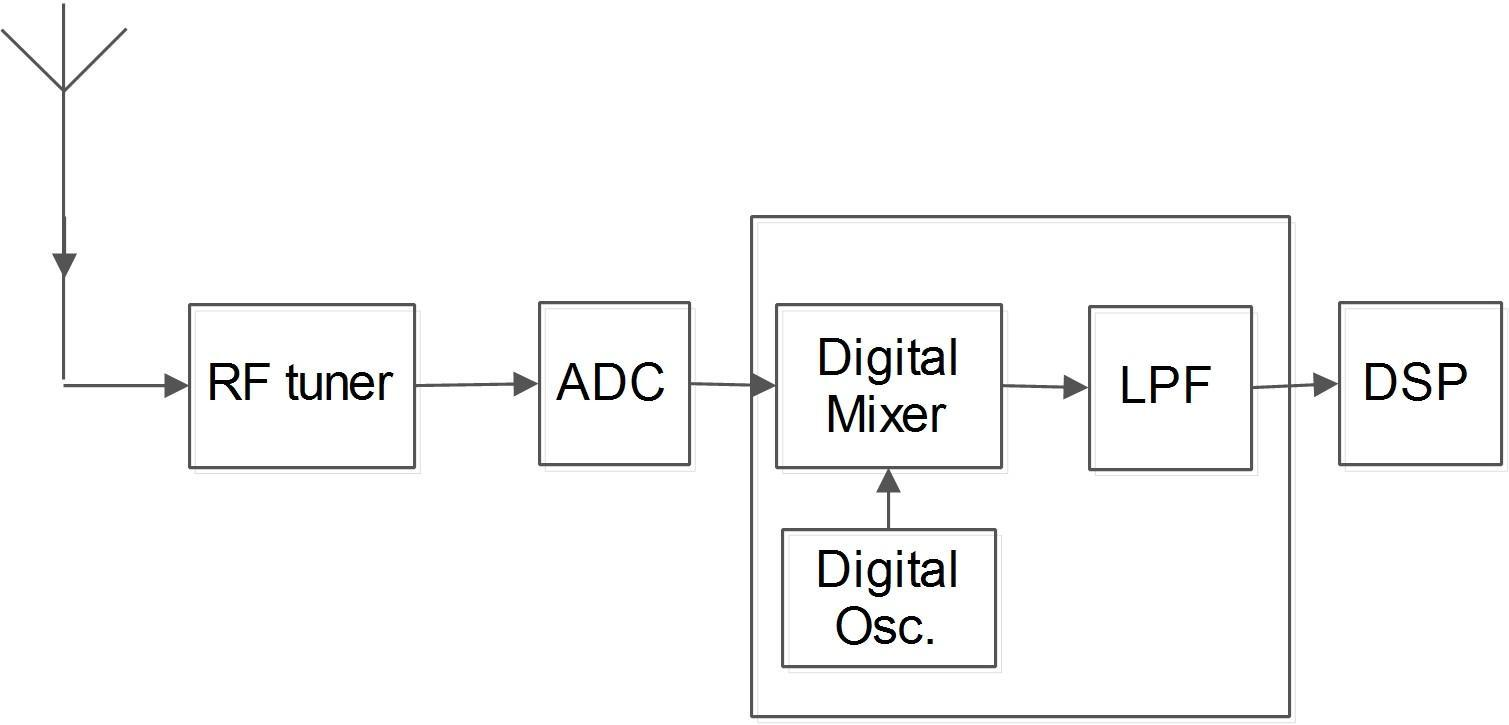 RF tuner
ADC
Digital
Mixer
LPF
DSP
Digital
Osc.